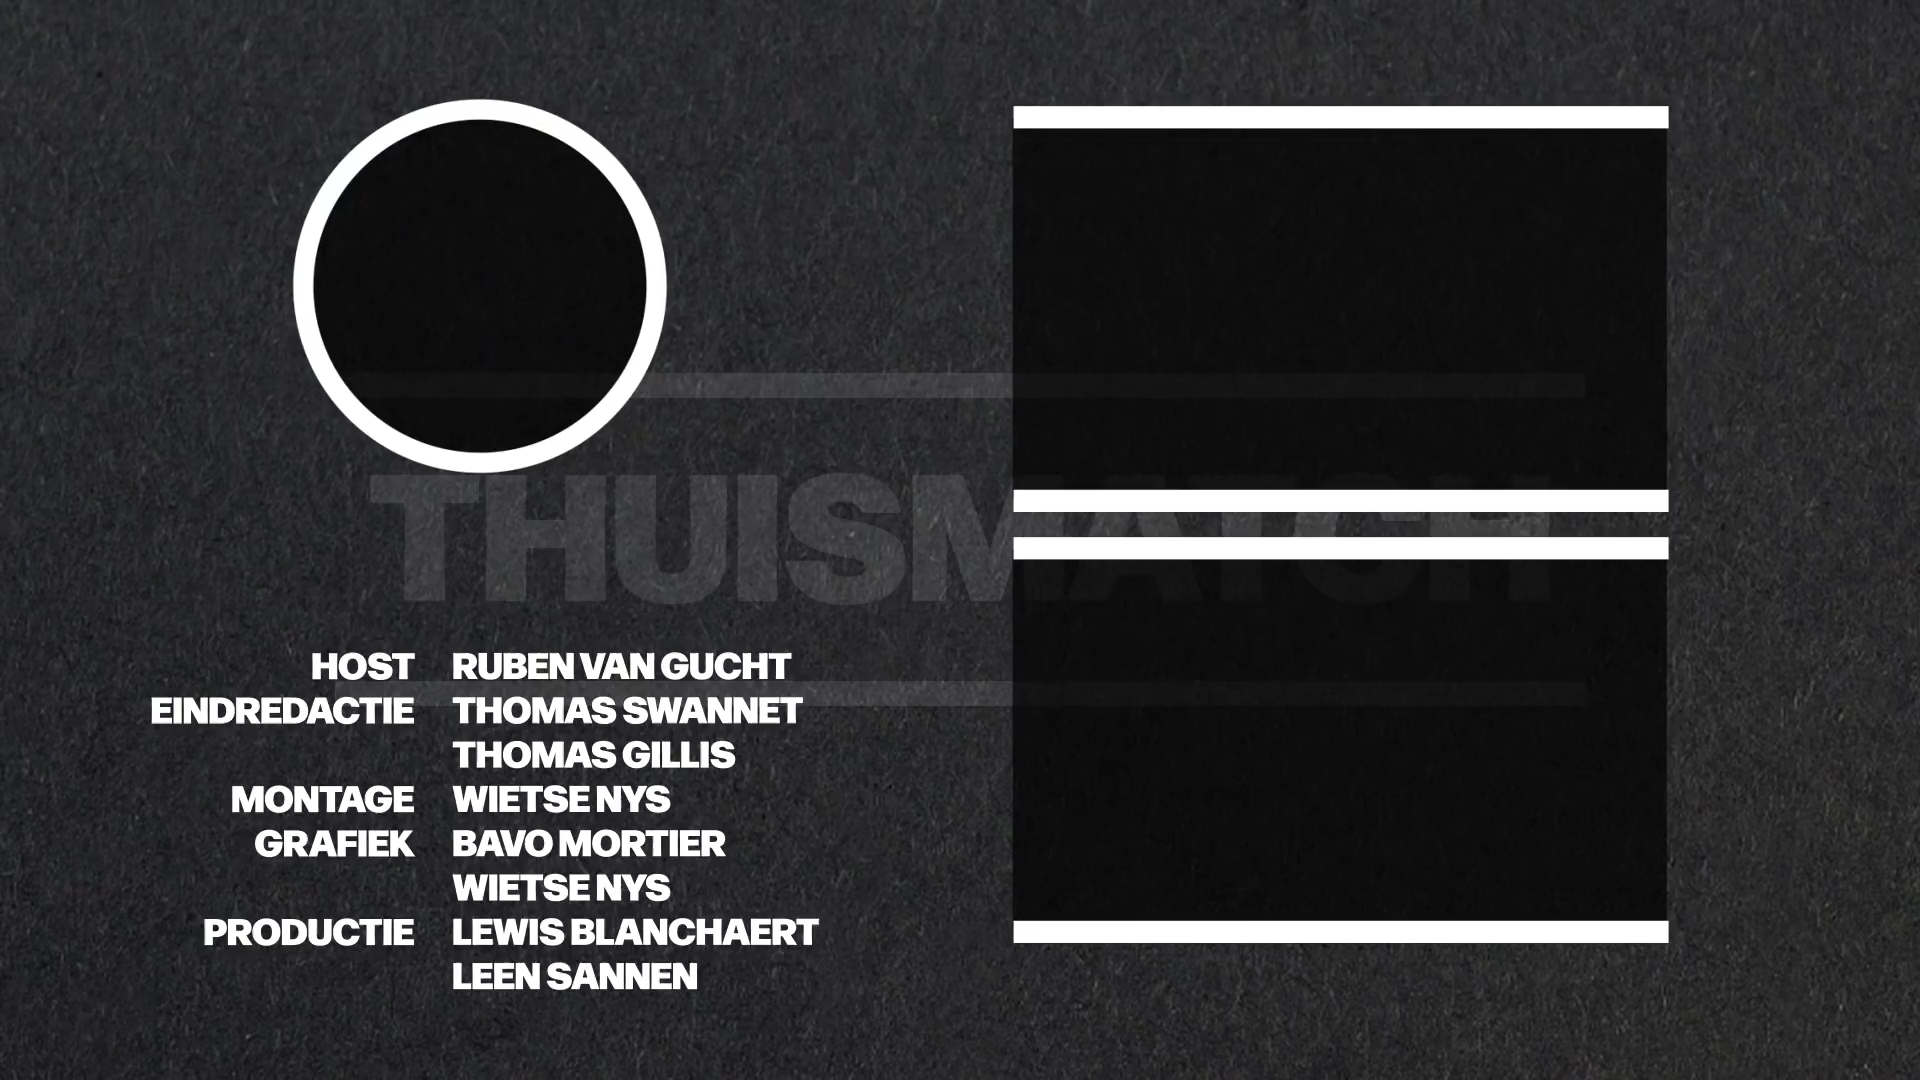 THUISMATCH
HOST RUBEN VAN GUCHT
EINDREDACTIE THOMAS SWANNET
THOMAS GILLIS
MONTAGE WIETSE NYS
GRAFIEK BAVO MORTIER
WIETSE NYS
PRODUCTIE LEWIS BLANCHAERT
LEEN SANNEN